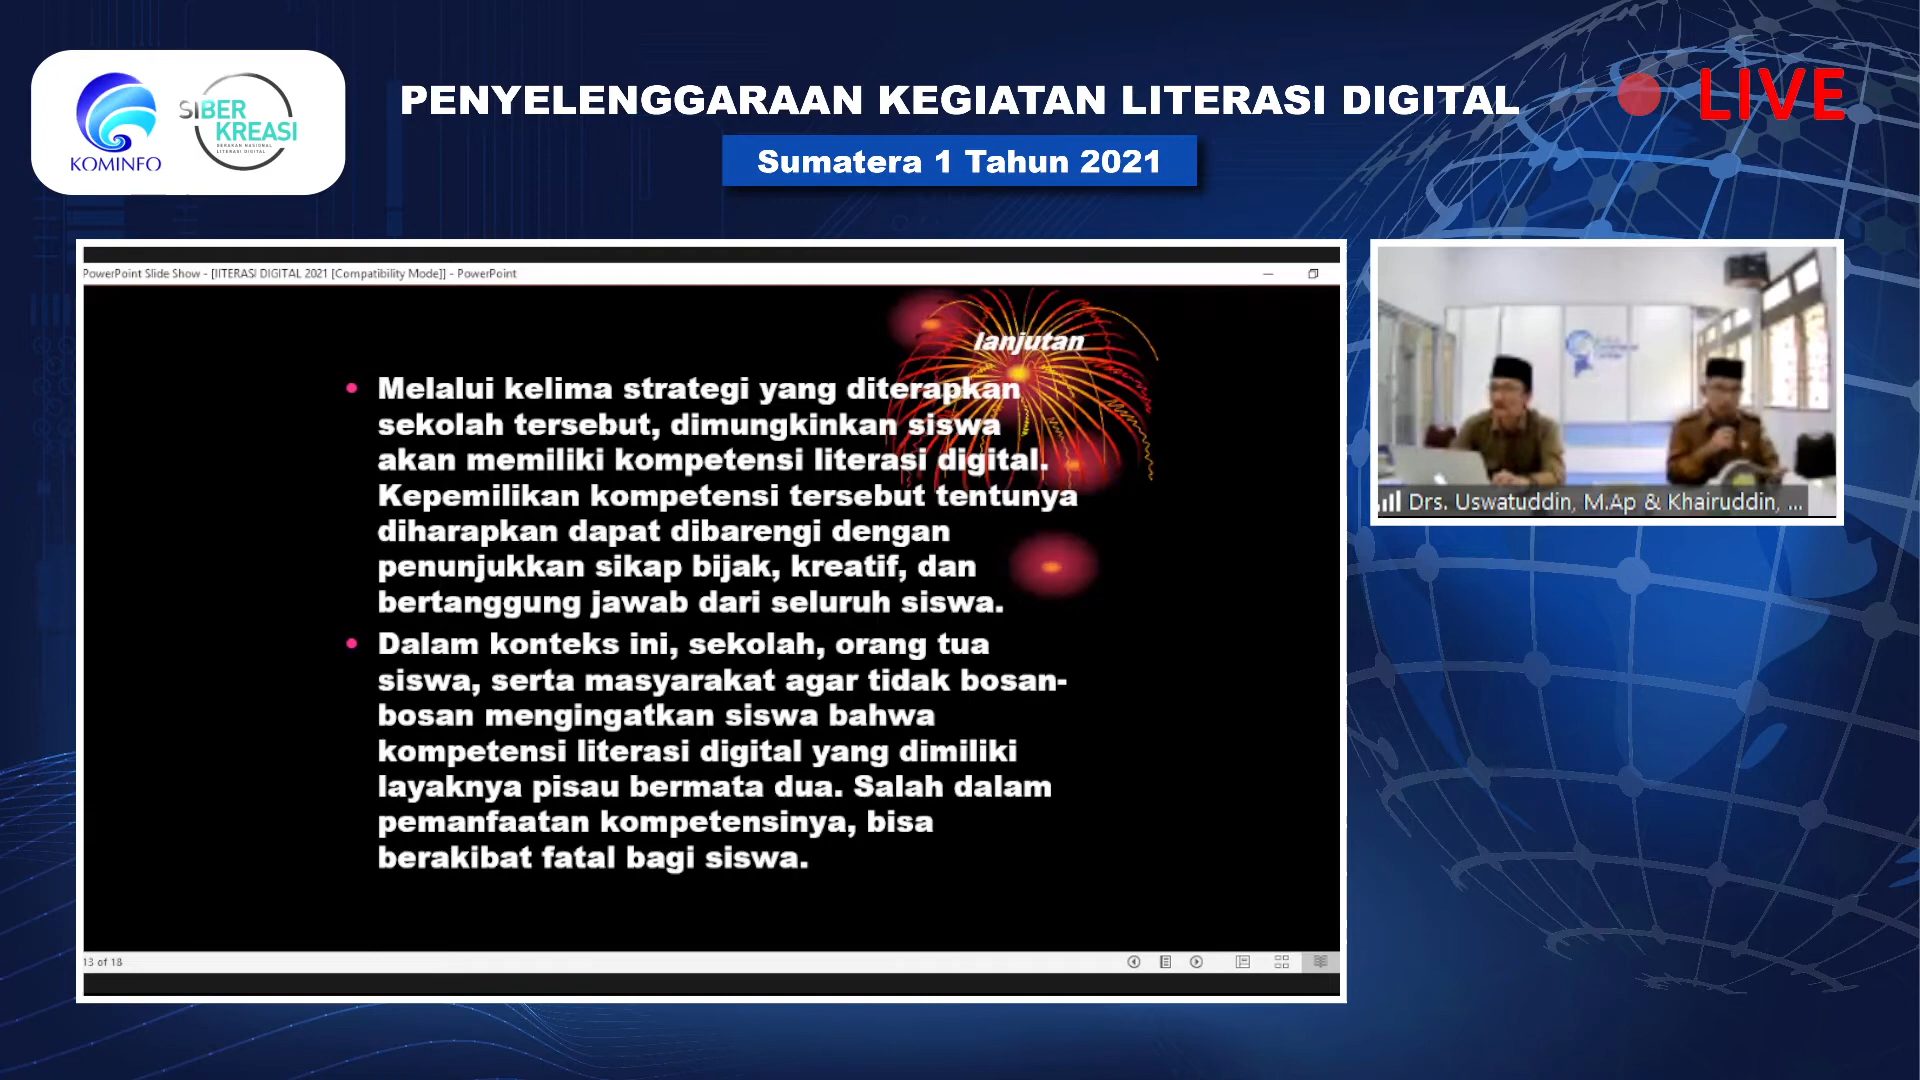 KOMINFO
SIBER
KREASI
GERAKAN NASIONAL
LITERASI DIGITAL
PENYELENGGARAAN KEGIATAN LITERASI DIGITAL
Sumatera 1 Tahun 2021
LIVE
PowerPoint Slide Show - [lITERASI DIGITAL 2021 [Compatibility Mode]] - PowerPoint
lanjutan
• Melalui kelima strategi yang diterapkan
sekolah tersebut, dimungkinkan siswa
akan memiliki kompetensi literasi digital.
Kepemilikan kompetensi tersebut tentunya
diharapkan dapat dibarengi dengan
penunjukkan sikap bijak, kreatif, dan
bertanggung jawab dari seluruh siswa.
• Dalam konteks ini, sekolah, orang tua
siswa, serta masyarakat agar tidak bosan-
bosan mengingatkan siswa bahwa
kompetensi literasi digital yang dimiliki
layaknya pisau bermata dua. Salah dalam
pemanfaatan kompetensinya, bisa
berakibat fatal bagi siswa.
13 of 18
Drs. Uswatuddin, M.Ap & Khairuddin, ...